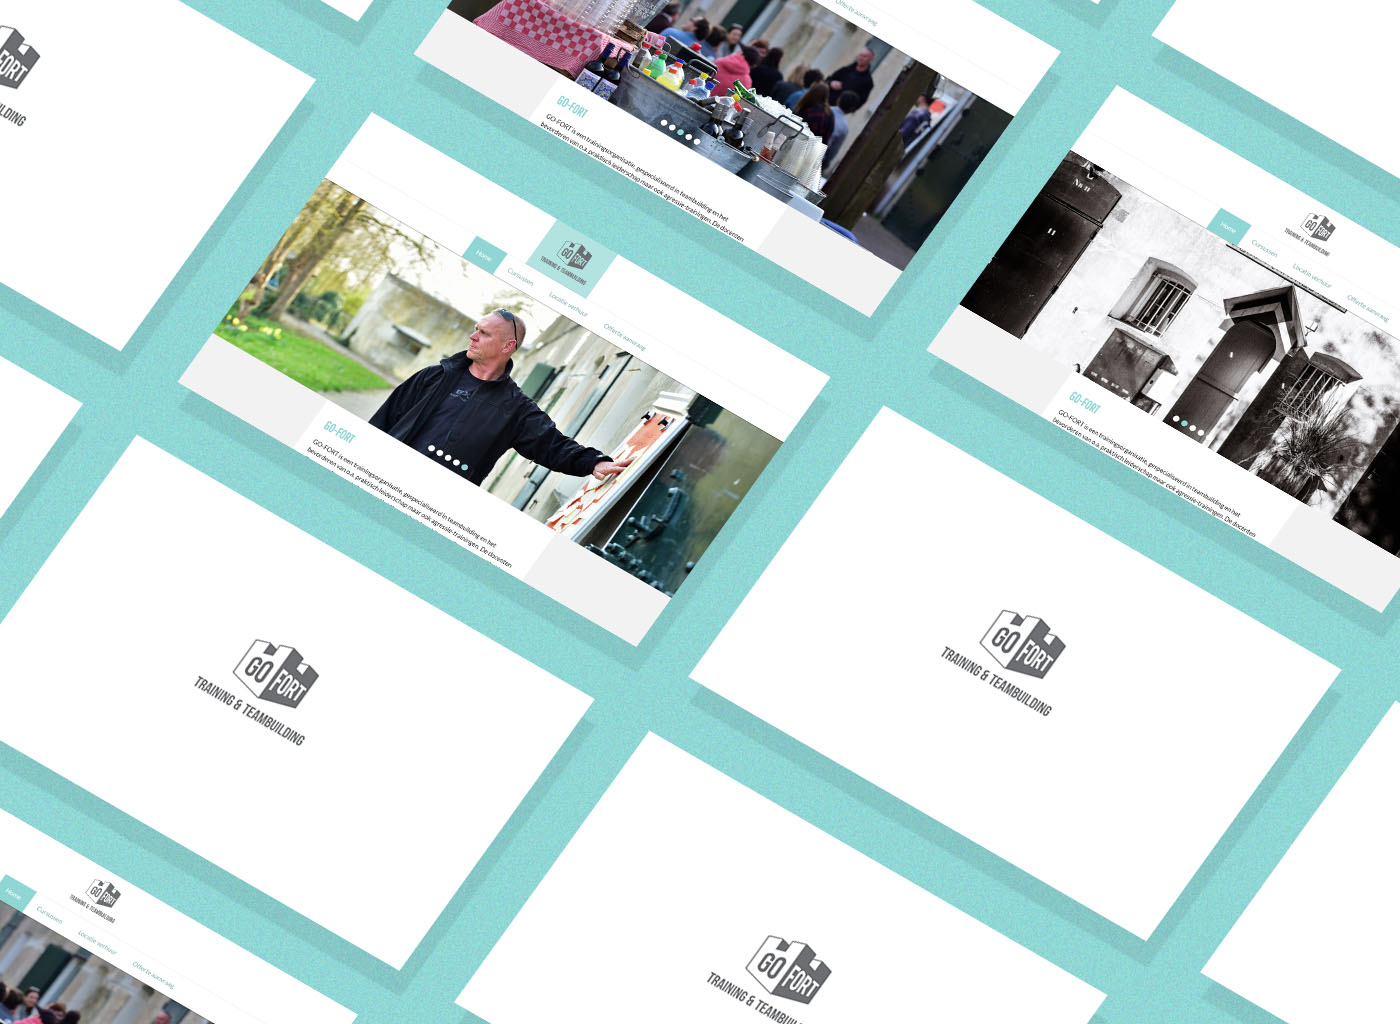 FORT
DING
Offerte aanvraag
GO-FORT
GO-FORT is een trainingsorganisatie, gespecialiseerd in teambuilding en het
bevorderen van o.a. praktisch leiderschap maar ook agressie-trainingen. De docenten
Home
GO FORT
TRAINING & TEAMBUILDING
Cursussen
Locatie verhuur
Offerte aanvraag
GO-FORT
GO-FORT is een trainingsorganisatie, gespecialiseerd in teambuilding en het
bevorderen van o.a. praktisch leiderschap maar ook agressie-trainingen. De docenten
Home
GO FORT
TRAINING & TEAMBUILDING
Cursussen
Locatie verhuur
Offerte aanvraag
GO-FORT
GO-FORT is een trainingsorganisatie, gespecialiseerd in teambuilding en het
bevorderen van o.a. praktisch leiderschap maar ook agressie-trainingen. De docenten
GO FORT
TRAINING & TEAMBUILDING
GO FORT
TRAINING & TEAMBUILDING
Home
GO FORT
TRAINING & TEAMBUILDING
Cursussen
Locatie verhuur
Offerte aanvraag
GO FORT
TRAINING & TEAMBUILD